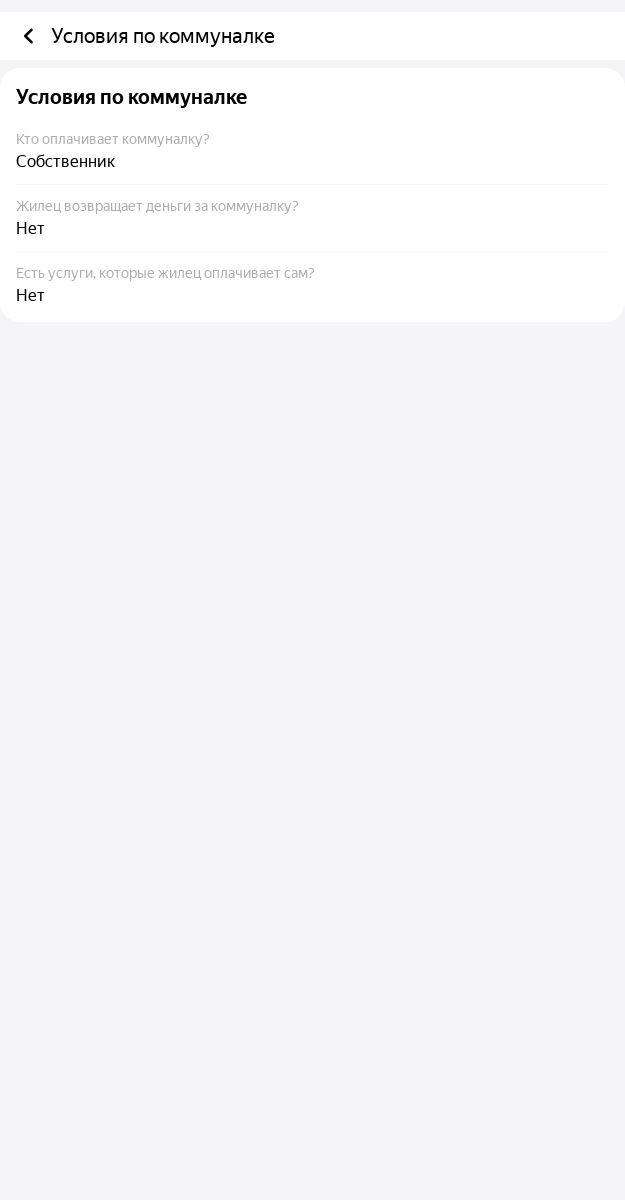 Условия по коммуналке
Условия по коммуналке
Кто оплачивает коммуналку?
Собственник
Жилец возвращает деньги за коммуналку?
Нет
Есть услуги, которые жилец оплачивает сам?
Нет